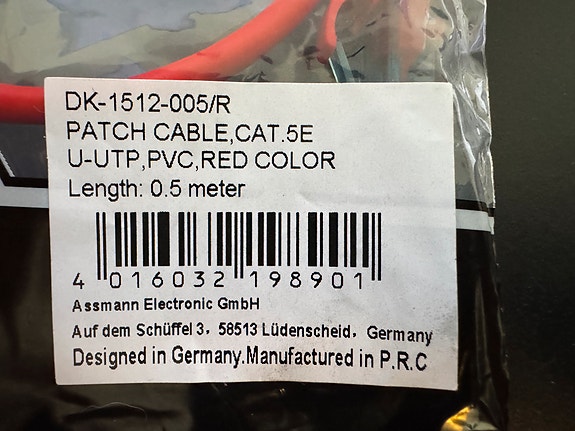 DK-1512-005/R
PATCH CABLE,CAT.5E
U-UTP,PVC,RED COLOR
Length: 0.5 meter
4 016032 198901
Assmann Electronic GmbH
Auf dem Schüffel 3, 58513 Lüdenscheid, Germany
Designed in Germany.Manufactured in P.R.C